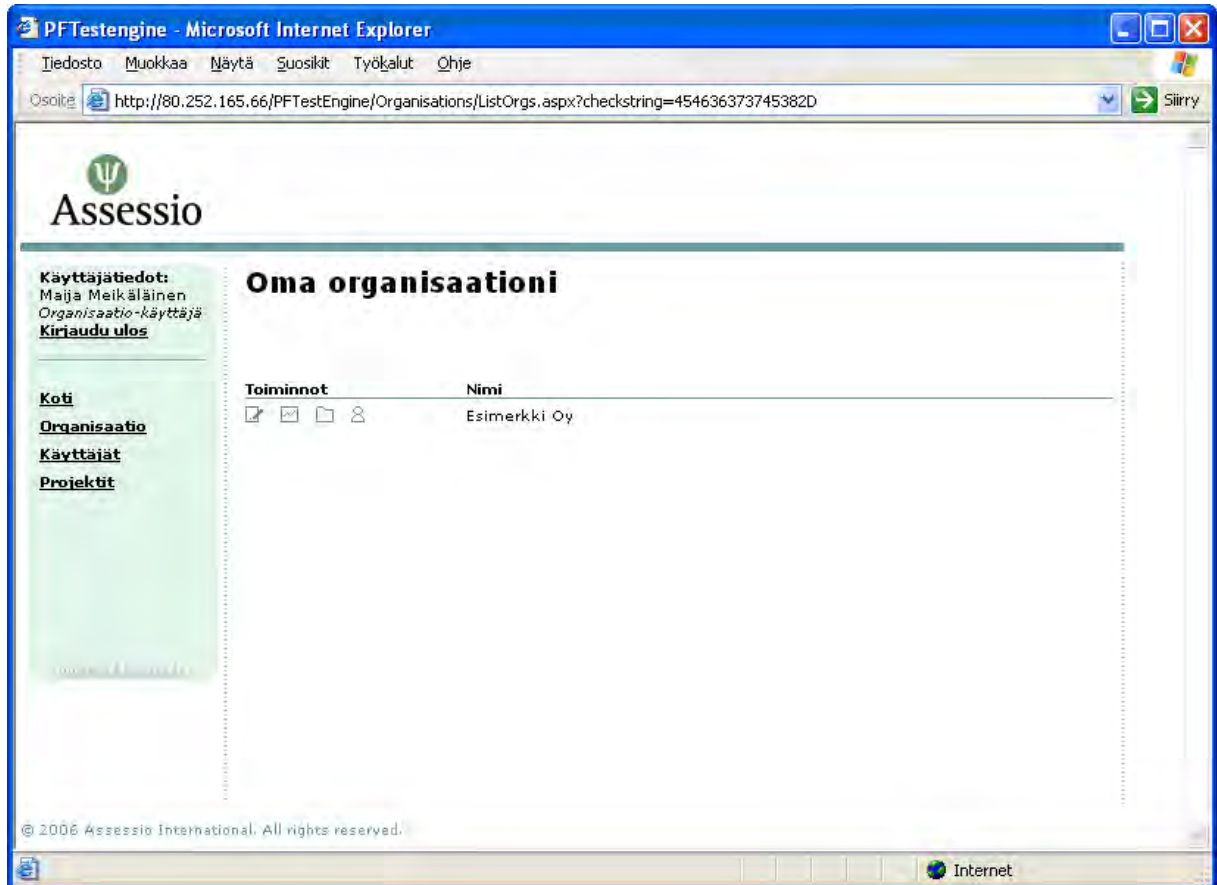 PFTestengine - Microsoft Internet Explorer
Tiedosto Muokkaa Näytä Suosikit Työkalut Ohje
Osoite http://80.252.165.66/PFTestEngine/Organisations/ListOrgs.aspx?checkstring=454636373745382D Siirry
Assessio
Käyttäjätiedot:
Maija Meikäläinen
Organisaatio-käyttäjä
Kirjaudu ulos
Koti
Organisaatio
Käyttäjät
Projektit
Oma organisaationi
Toiminnot Nimi
Esimerkki Oy
© 2006 Assessio International. All rights reserved.
Internet